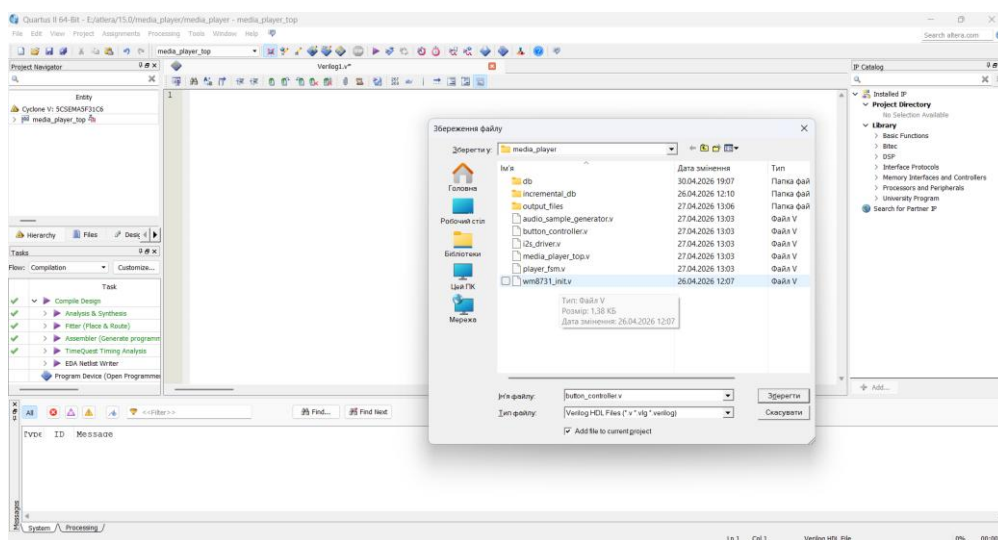 Quartus II 64-Bit - E:/altera/15.0/media_player/media_player - media_player_top
File Edit View Project Assignments Processing Tools Window Help
Search altera.com
media_player_top
Project Navigator
Verilog1.v*
IP Catalog
Entity
Cyclone V: 5CSEMA5F31C6
media_player_top
1
Installed IP
Project Directory
No Selection Available
Library
Basic Functions
Bitec
DSP
Interface Protocols
Memory Interfaces and Controllers
Processors and Peripherals
University Program
Search for Partner IP
Збереження файлу
Зберегти у: media_player
Ім'я Дата змінення Тип
db 30.04.2026 19:07 Папка фай
incremental_db 26.04.2026 12:10 Папка фай
output_files 27.04.2026 13:06 Папка фай
audio_sample_generator.v 27.04.2026 13:03 Файл V
button_controller.v 27.04.2026 13:03 Файл V
i2s_driver.v 27.04.2026 13:03 Файл V
media_player_top.v 27.04.2026 13:03 Файл V
player_fsm.v 27.04.2026 13:03 Файл V
wm8731_init.v 26.04.2026 12:07 Файл V
Головна
Робочий стіл
Бібліотеки
Цей ПК
Мережа
Тип: Файл V
Розмір: 1,38 КБ
Дата змінення: 26.04.2026 12:07
Ім'я файлу: button_controller.v Зберегти
Тип файлу: Verilog HDL Files (*.v *.vlg *.verilog) Скасувати
Add file to current project
Hierarchy Files
Tasks
Flow: Compilation Customize...
Task
Compile Design
Analysis & Synthesis
Fitter (Place & Route)
Assembler (Generate programm
TimeQuest Timing Analysis
EDA Netlist Writer
Program Device (Open Programmer
Add...
All <<Filter>> Find... Find Next
Type ID Message
Messages
System Processing
Ln 1 Col 1 Verilog HDL File 0% 00:00